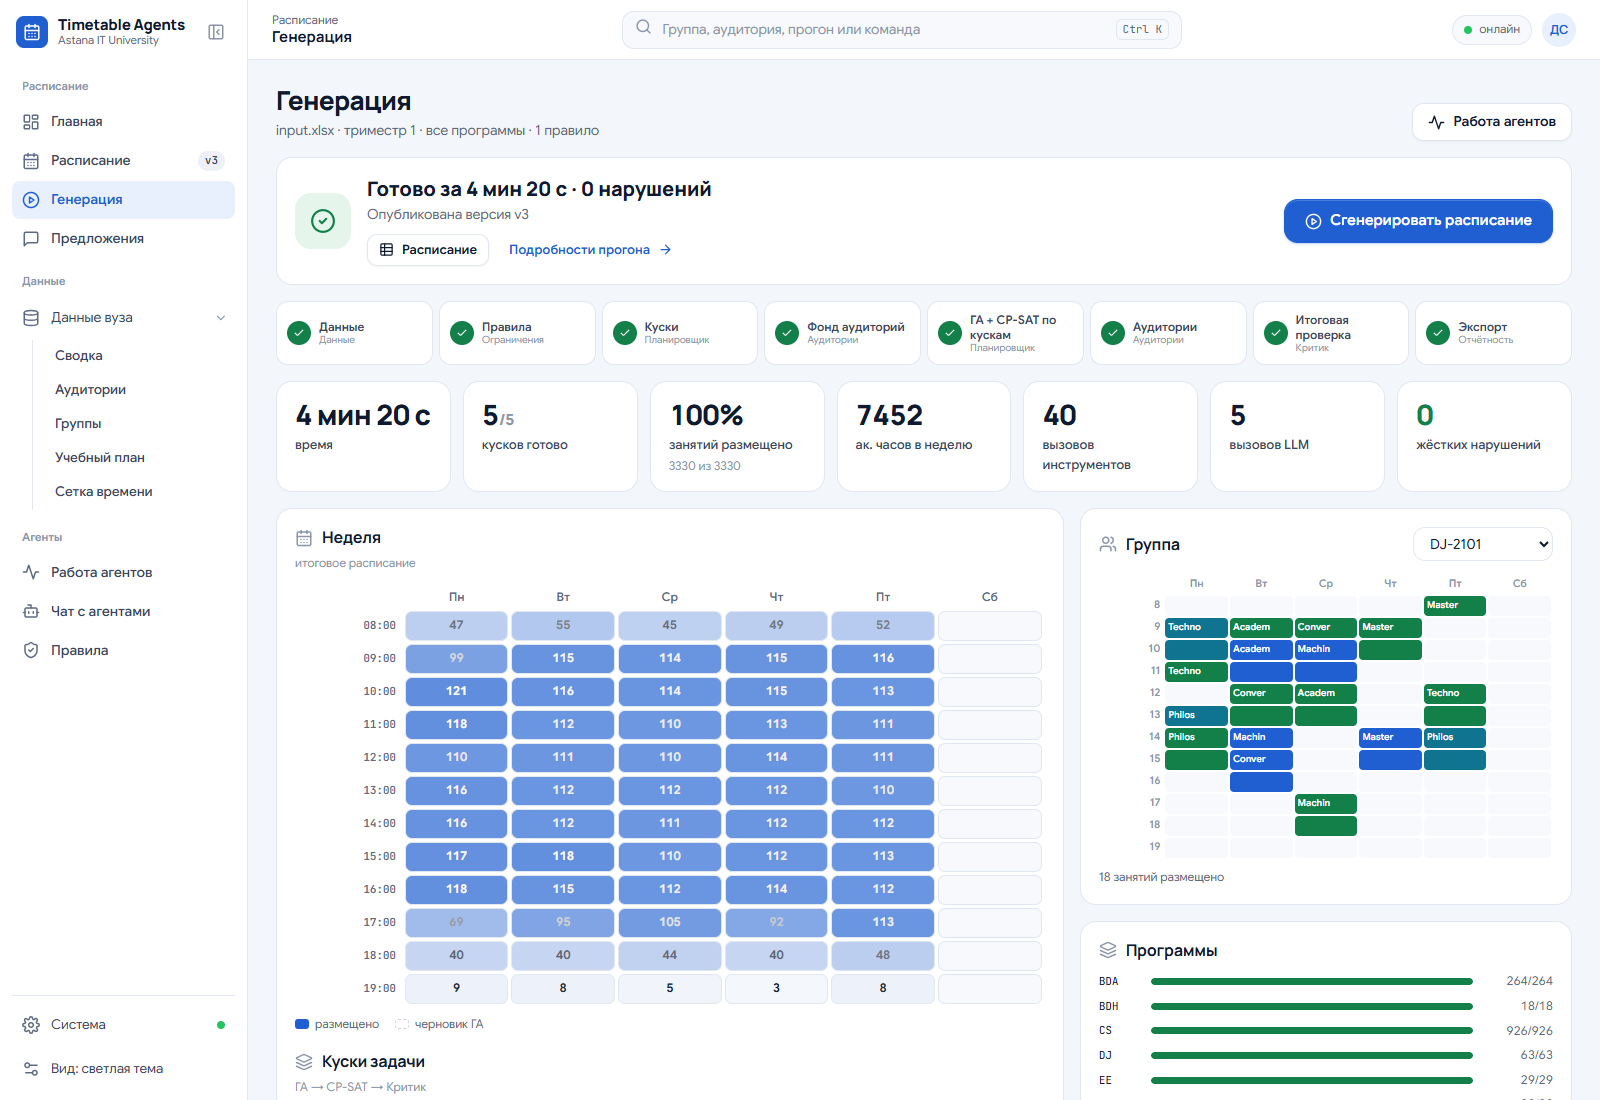 Timetable Agents
Astana IT University
Расписание
Главная
Расписание v3
Генерация
Предложения
Данные
Данные вуза
Сводка
Аудитории
Группы
Учебный план
Сетка времени
Агенты
Работа агентов
Чат с агентами
Правила
Система
Вид: светлая тема
Расписание
Генерация
Группа, аудитория, прогон или команда Ctrl K
онлайн
ДС
Генерация
input.xlsx · триместр 1 · все программы · 1 правило
Работа агентов
Готово за 4 мин 20 с · 0 нарушений
Опубликована версия v3
Расписание
Подробности прогона →
Сгенерировать расписание
Данные
Данные
Правила
Ограничения
Куски
Планировщик
Фонд аудиторий
Аудитории
ГА + CP-SAT по
кускам
Планировщик
Аудитории
Аудитории
Итоговая
проверка
Критик
Экспорт
Отчётность
4 мин 20 с
время
5/5
кусков готово
100%
занятий размещено
3330 из 3330
7452
ак. часов в неделю
40
вызовов
инструментов
5
вызовов LLM
0
жёстких нарушений
Неделя
итоговое расписание
Пн Вт Ср Чт Пт Сб
08:00 47 55 45 49 52
09:00 99 115 114 115 116
10:00 121 116 114 115 113
11:00 118 112 110 113 111
12:00 110 111 110 114 111
13:00 116 112 112 112 110
14:00 116 112 111 112 112
15:00 117 118 110 112 113
16:00 118 115 112 114 112
17:00 69 95 105 92 113
18:00 40 40 44 40 48
19:00 9 8 5 3 8
размещено черновик ГА
Куски задачи
ГА → CP-SAT → Критик
Группа
DJ-2101
Пн Вт Ср Чт Пт Сб
8 Master
9 Techno Academ Conver Master
10 Academ Machin
11 Techno
12 Conver Academ Techno
13 Philos
14 Philos Machin Master Philos
15 Conver
16
17 Machin
18
19
18 занятий размещено
Программы
BDA 264/264
BDH 18/18
CS 926/926
DJ 63/63
EE 29/29